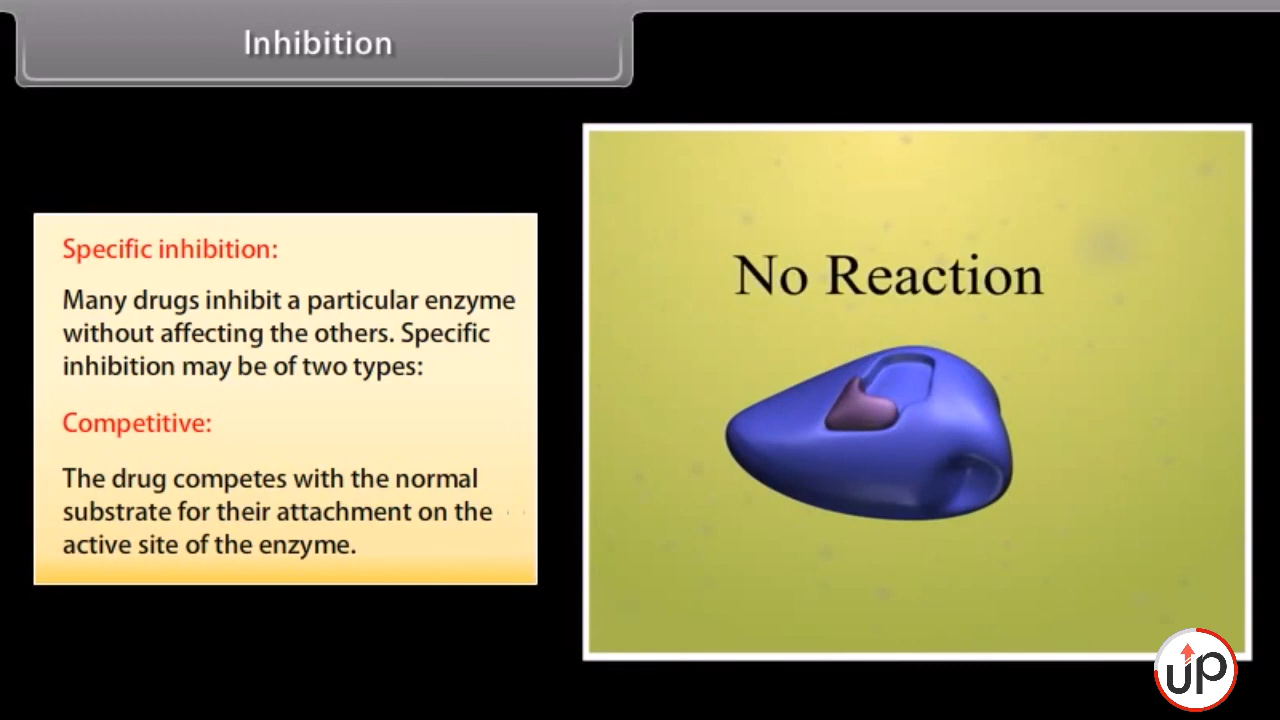 Inhibition
Specific inhibition:
Many drugs inhibit a particular enzyme
without affecting the others. Specific
inhibition may be of two types:
Competitive:
The drug competes with the normal
substrate for their attachment on the
active site of the enzyme.
No Reaction
UP